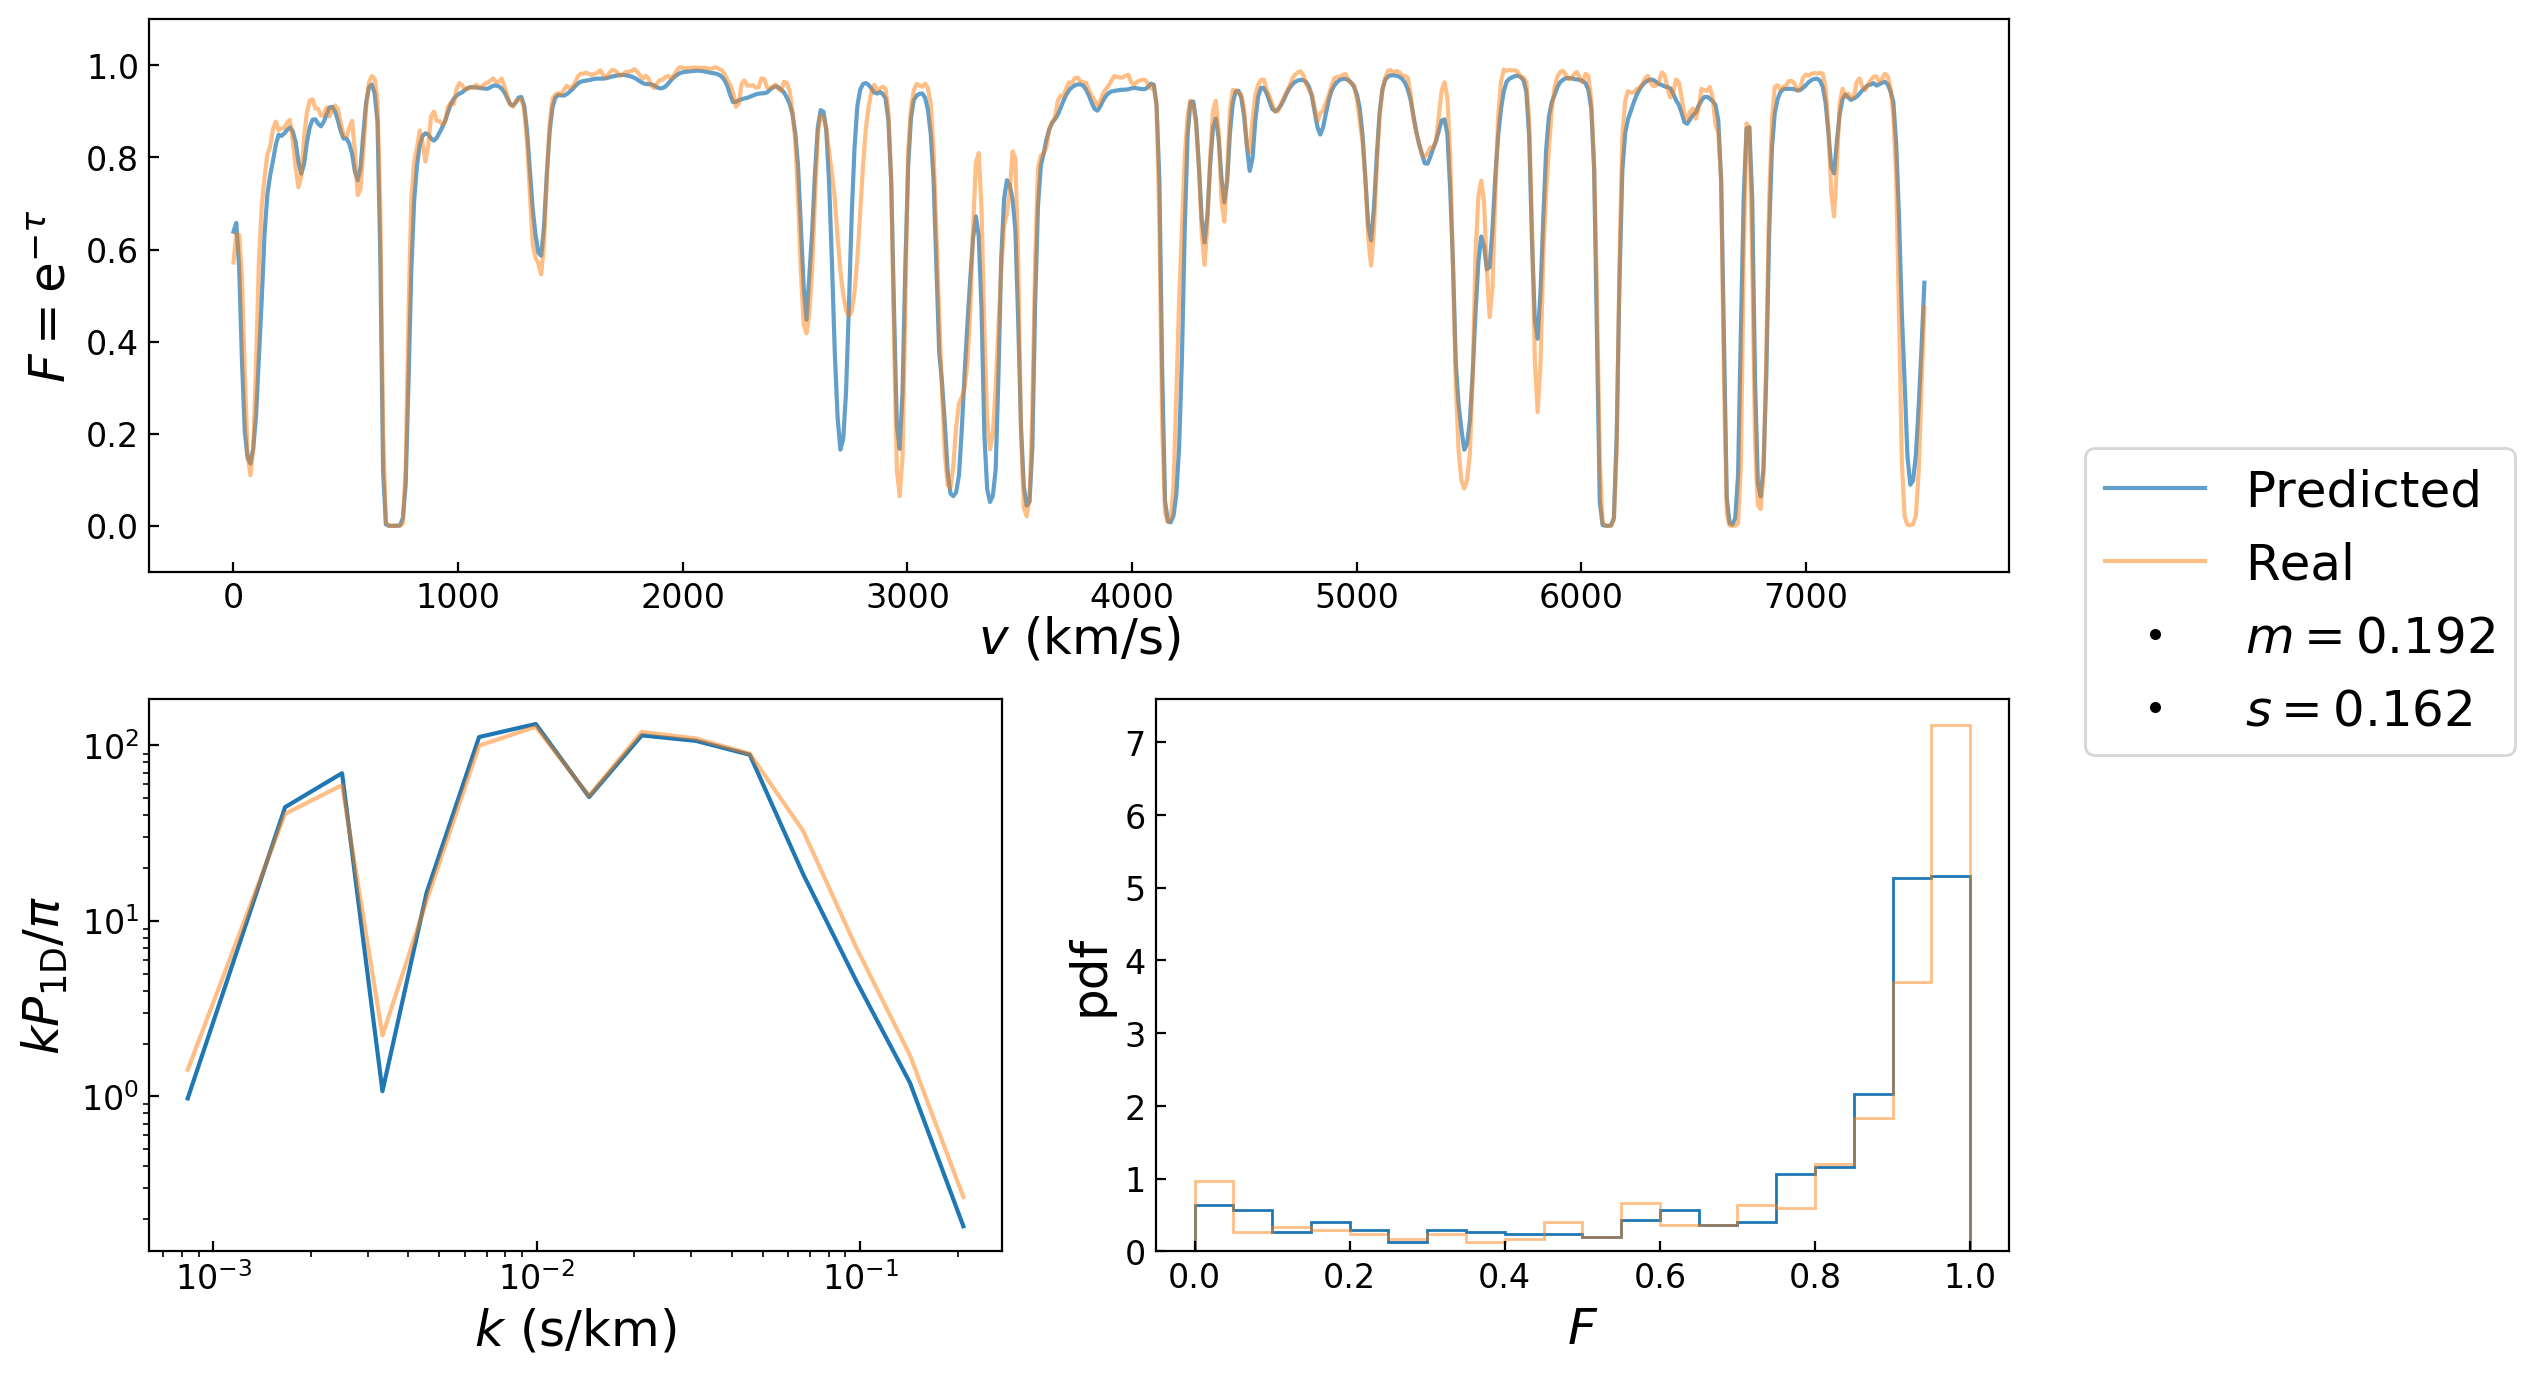 F = e^{−τ}
1.0
0.8
0.6
0.4
0.2
0.0
0 1000 2000 3000 4000 5000 6000 7000
v (km/s)
Predicted
Real
m = 0.192
s = 0.162
kP_{1D}/π
10^2
10^1
10^0
10^{−3} 10^{−2} 10^{−1}
k (s/km)
pdf
7
6
5
4
3
2
1
0
0.0 0.2 0.4 0.6 0.8 1.0
F